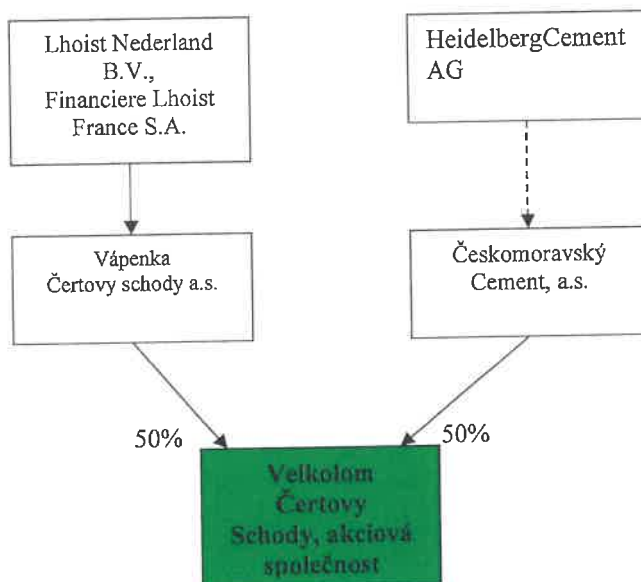 Lhoist Nederland
B.V.,
Financiere Lhoist
France S.A.
HeidelbergCement
AG
Vápenka
Čertovy schody a.s.
Českomoravský
Cement, a.s.
50%
50%
Velkolom
Čertovy
Schody, akciová
společnost